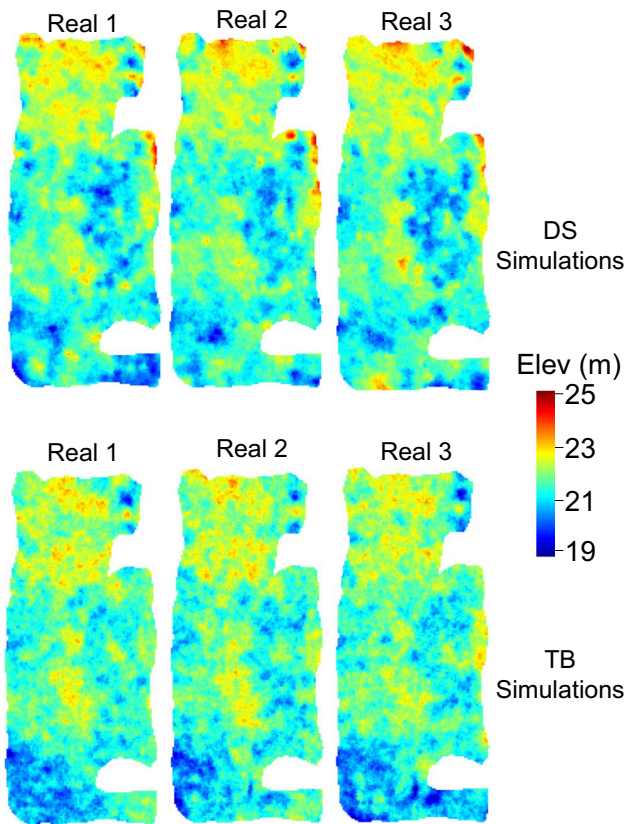 Real 1
Real 2
Real 3
DS
Simulations
Elev (m)
25
23
21
19
Real 1
Real 2
Real 3
TB
Simulations